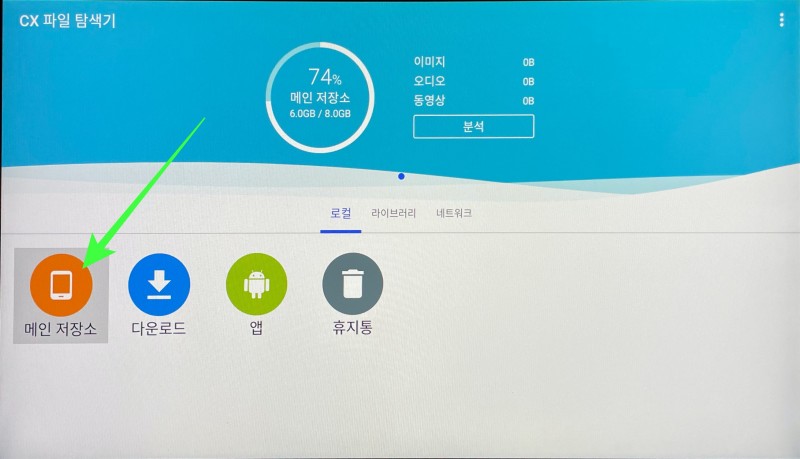 CX 파일 탐색기
74%
메인 저장소
6.0GB / 8.0GB
이미지 0B
오디오 0B
동영상 0B
분석
로컬 라이브러리 네트워크
메인 저장소 다운로드 앱 휴지통